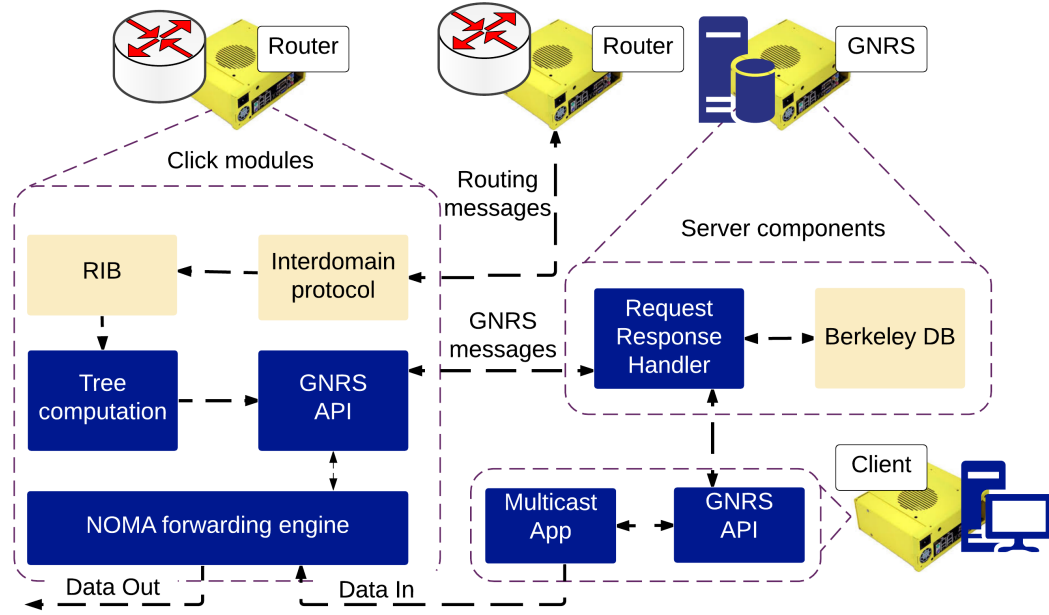 Router
Router
GNRS
Click modules
Routing
messages
Server components
RIB
Interdomain
protocol
GNRS
messages
Request
Response
Handler
Berkeley DB
Tree
computation
GNRS
API
Client
NOMA forwarding engine
Multicast
App
GNRS
API
Data Out
Data In